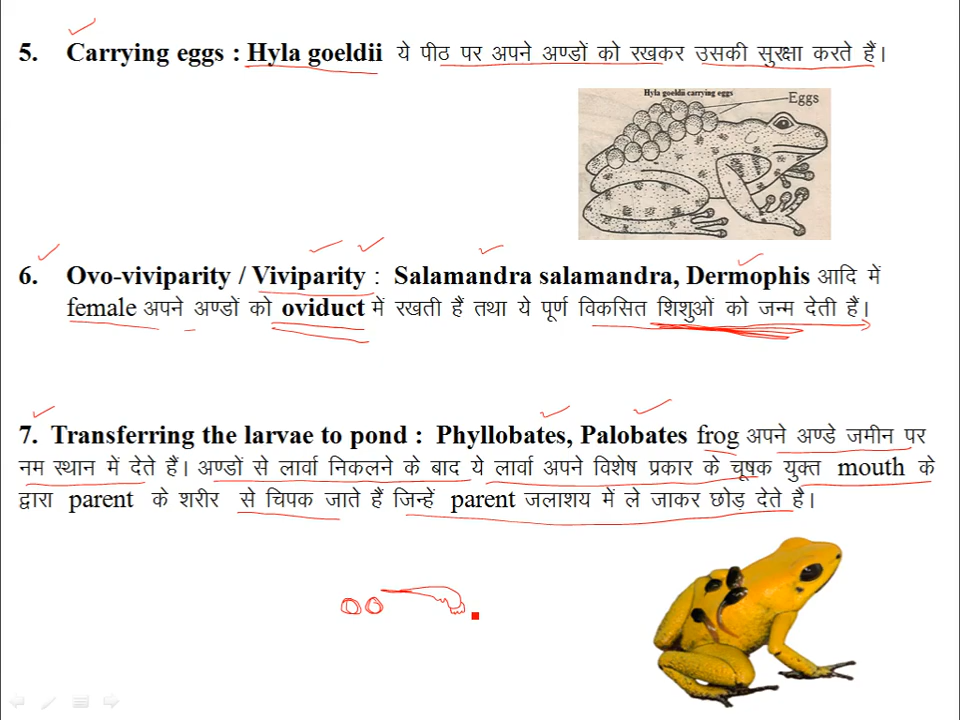 5. Carrying eggs : Hyla goeldii ये पीठ पर अपने अण्डों को रखकर उसकी सुरक्षा करते हैं।
Hyla goeldii carrying eggs
Eggs
6. Ovo-viviparity / Viviparity : Salamandra salamandra, Dermophis आदि में
female अपने अण्डों को oviduct में रखती हैं तथा ये पूर्ण विकसित शिशुओं को जन्म देती हैं।
7. Transferring the larvae to pond : Phyllobates, Palobates frog अपने अण्डे जमीन पर
नम स्थान में देते हैं। अण्डों से लार्वा निकलने के बाद ये लार्वा अपने विशेष प्रकार के चूषक युक्त mouth के
द्वारा parent के शरीर से चिपक जाते हैं जिन्हें parent जलाशय में ले जाकर छोड़ देते है।